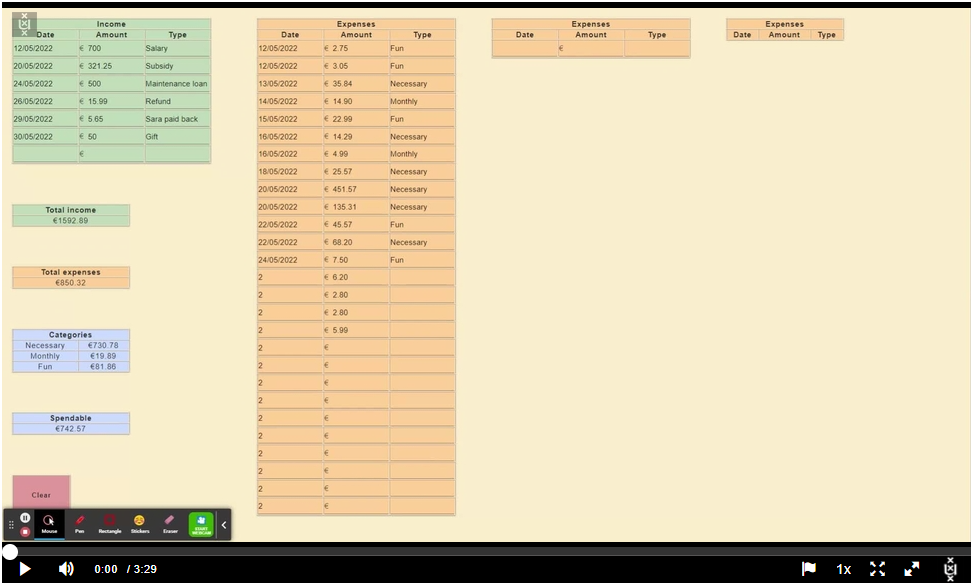 Income
Date Amount Type
12/05/2022 € 700 Salary
20/05/2022 € 321.25 Subsidy
24/05/2022 € 500 Maintenance loan
26/05/2022 € 15.99 Refund
29/05/2022 € 5.65 Sara paid back
30/05/2022 € 50 Gift
€
Total income
€1592.89
Total expenses
€850.32
Categories
Necessary €730.78
Monthly €19.89
Fun €81.86
Spendable
€742.57
Clear
Expenses
Date Amount Type
12/05/2022 € 2.75 Fun
12/05/2022 € 3.05 Fun
13/05/2022 € 35.84 Necessary
14/05/2022 € 14.90 Monthly
15/05/2022 € 22.99 Fun
16/05/2022 € 14.29 Necessary
16/05/2022 € 4.99 Monthly
18/05/2022 € 25.57 Necessary
20/05/2022 € 451.57 Necessary
20/05/2022 € 135.31 Necessary
22/05/2022 € 45.57 Fun
22/05/2022 € 68.20 Necessary
24/05/2022 € 7.50 Fun
2 € 6.20
2 € 2.80
2 € 2.80
2 € 5.99
2 €
2 €
2 €
2 €
2 €
2 €
2 €
2 €
2 €
2 €
Expenses
Date Amount Type
€
Expenses
Date Amount Type
Mouse Pen Rectangle Stickers Eraser START WEBCAM
0:00 / 3:29 1x